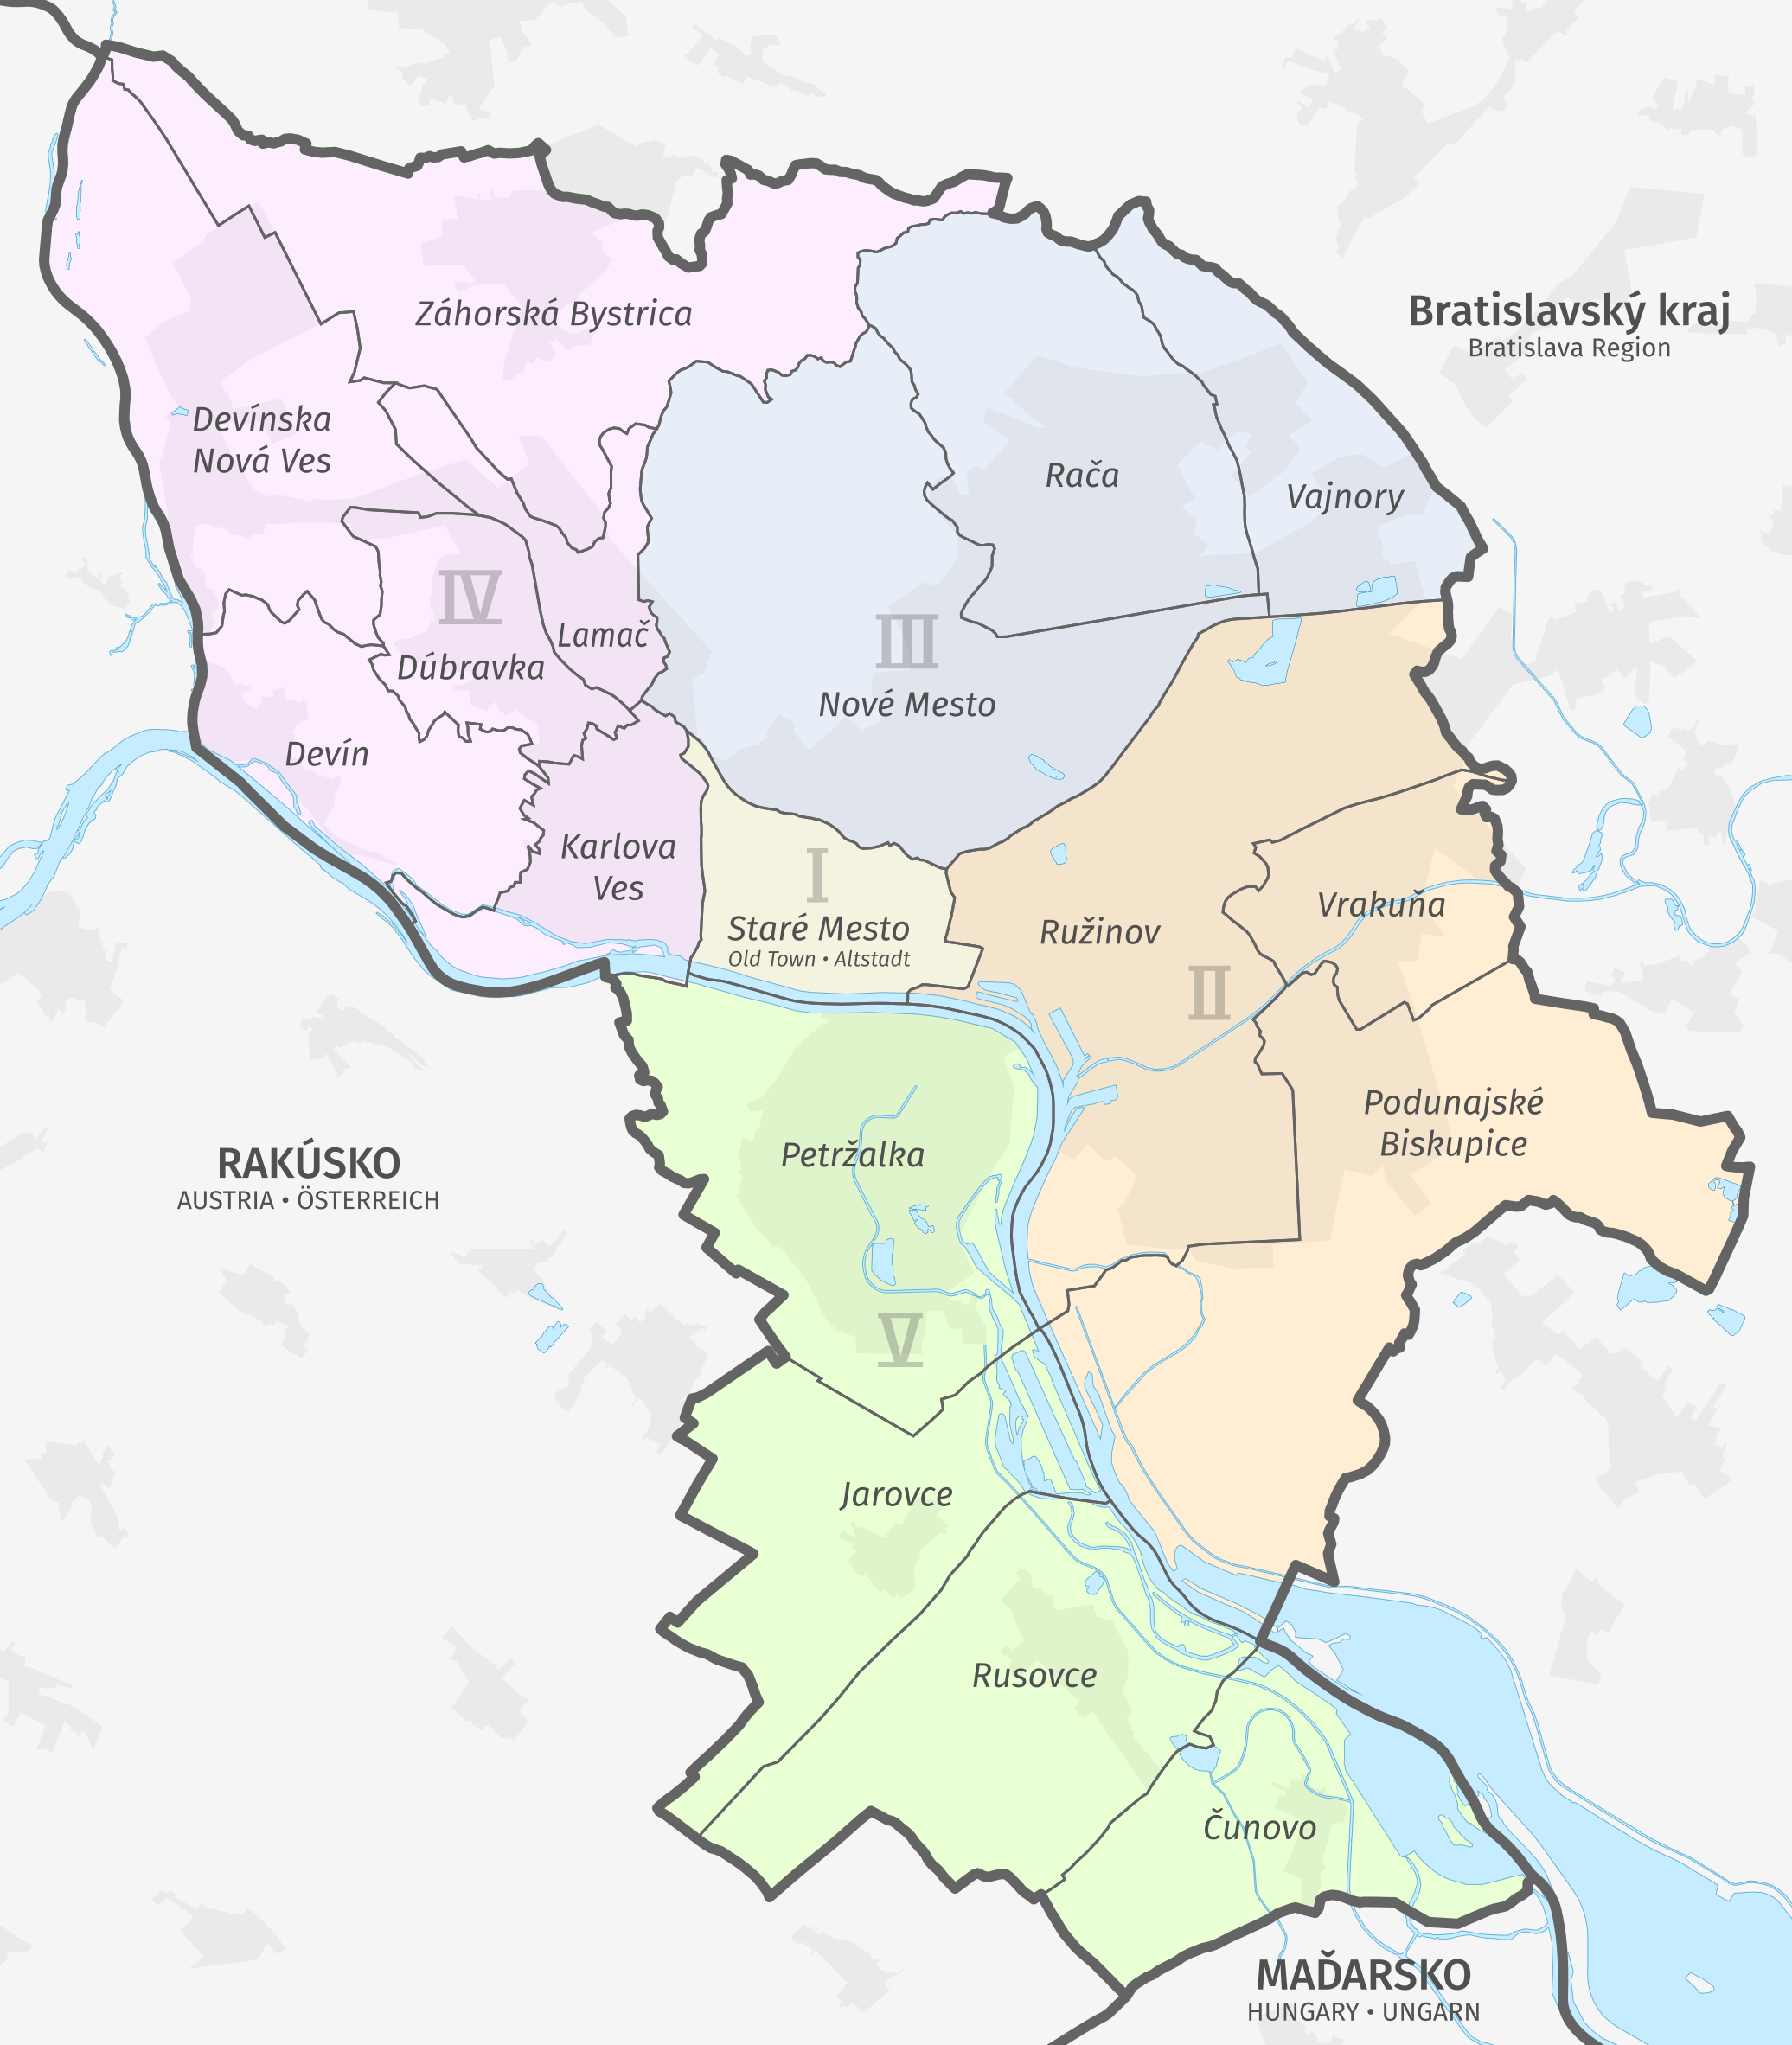 Záhorská Bystrica
Bratislavský kraj
Bratislava Region
Devínska
Nová Ves
Rača
Vajnory
IV
Lamač
Dúbravka
III
Nové Mesto
Devín
Karlova
Ves
I
Staré Mesto
Old Town • Altstadt
Ružinov
Vrakuňa
II
Podunajské
Biskupice
Petržalka
RAKÚSKO
AUSTRIA • ÖSTERREICH
V
Jarovce
Rusovce
Čunovo
MAĎARSKO
HUNGARY • UNGARN